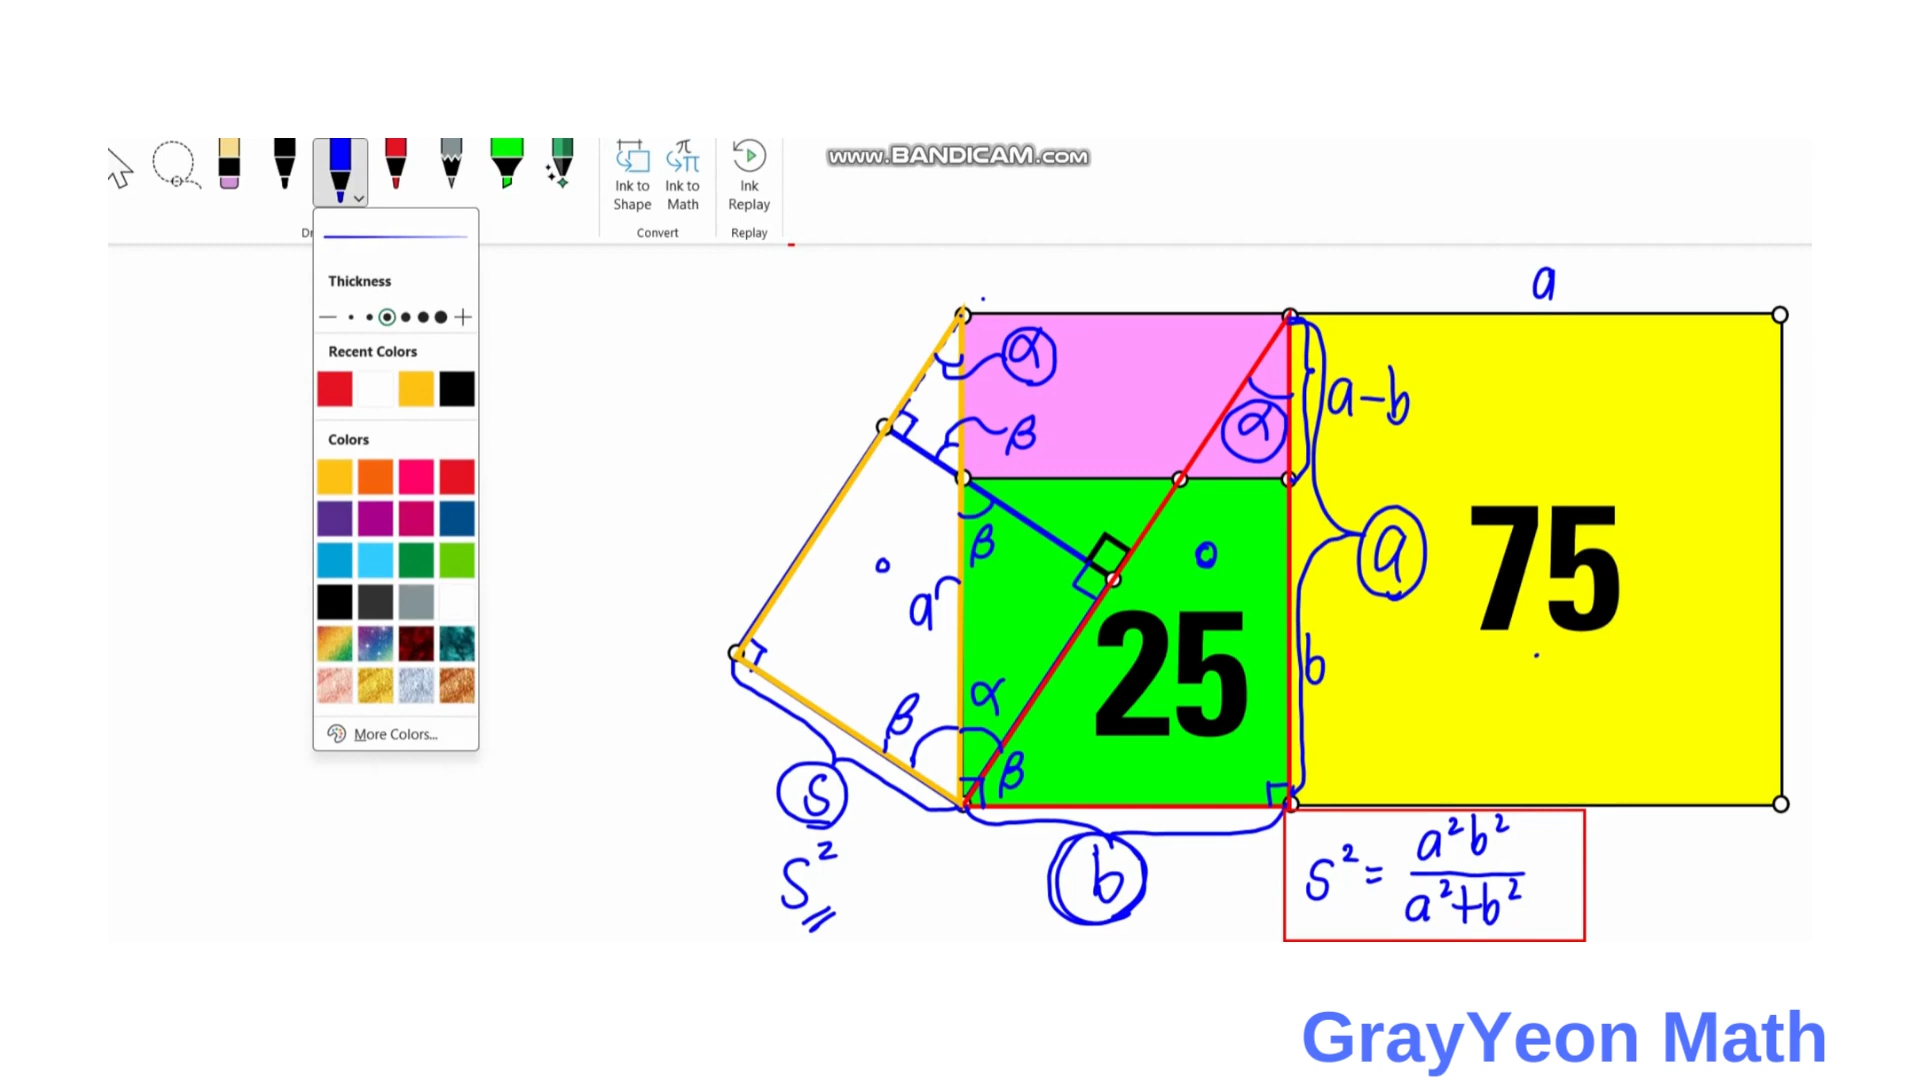 www.BANDICAM.com
Ink to Shape
Ink to Math
Ink Replay
Dr
Convert
Replay
Thickness
Recent Colors
Colors
More Colors...
a
α
β
α
a-b
β
a
75
a
25
b
α
β
β
S
S²
b
S² = a²b² / a²+b²
GrayYeon Math